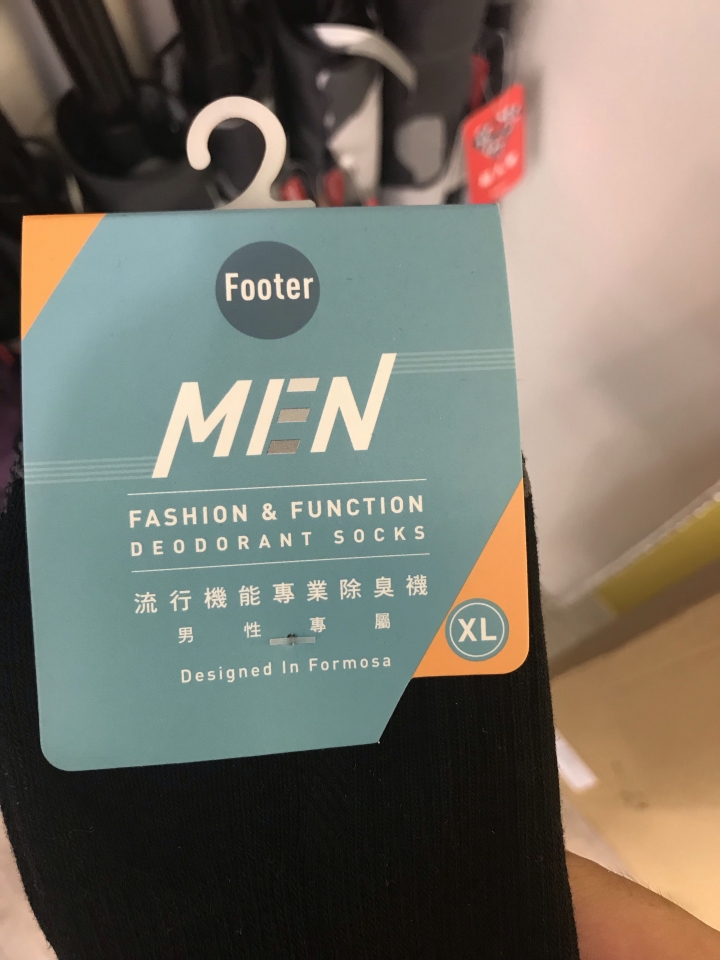 Footer
MEN
FASHION & FUNCTION
DEODORANT SOCKS
流行機能專業除臭襪
男性專屬
XL
Designed In Formosa